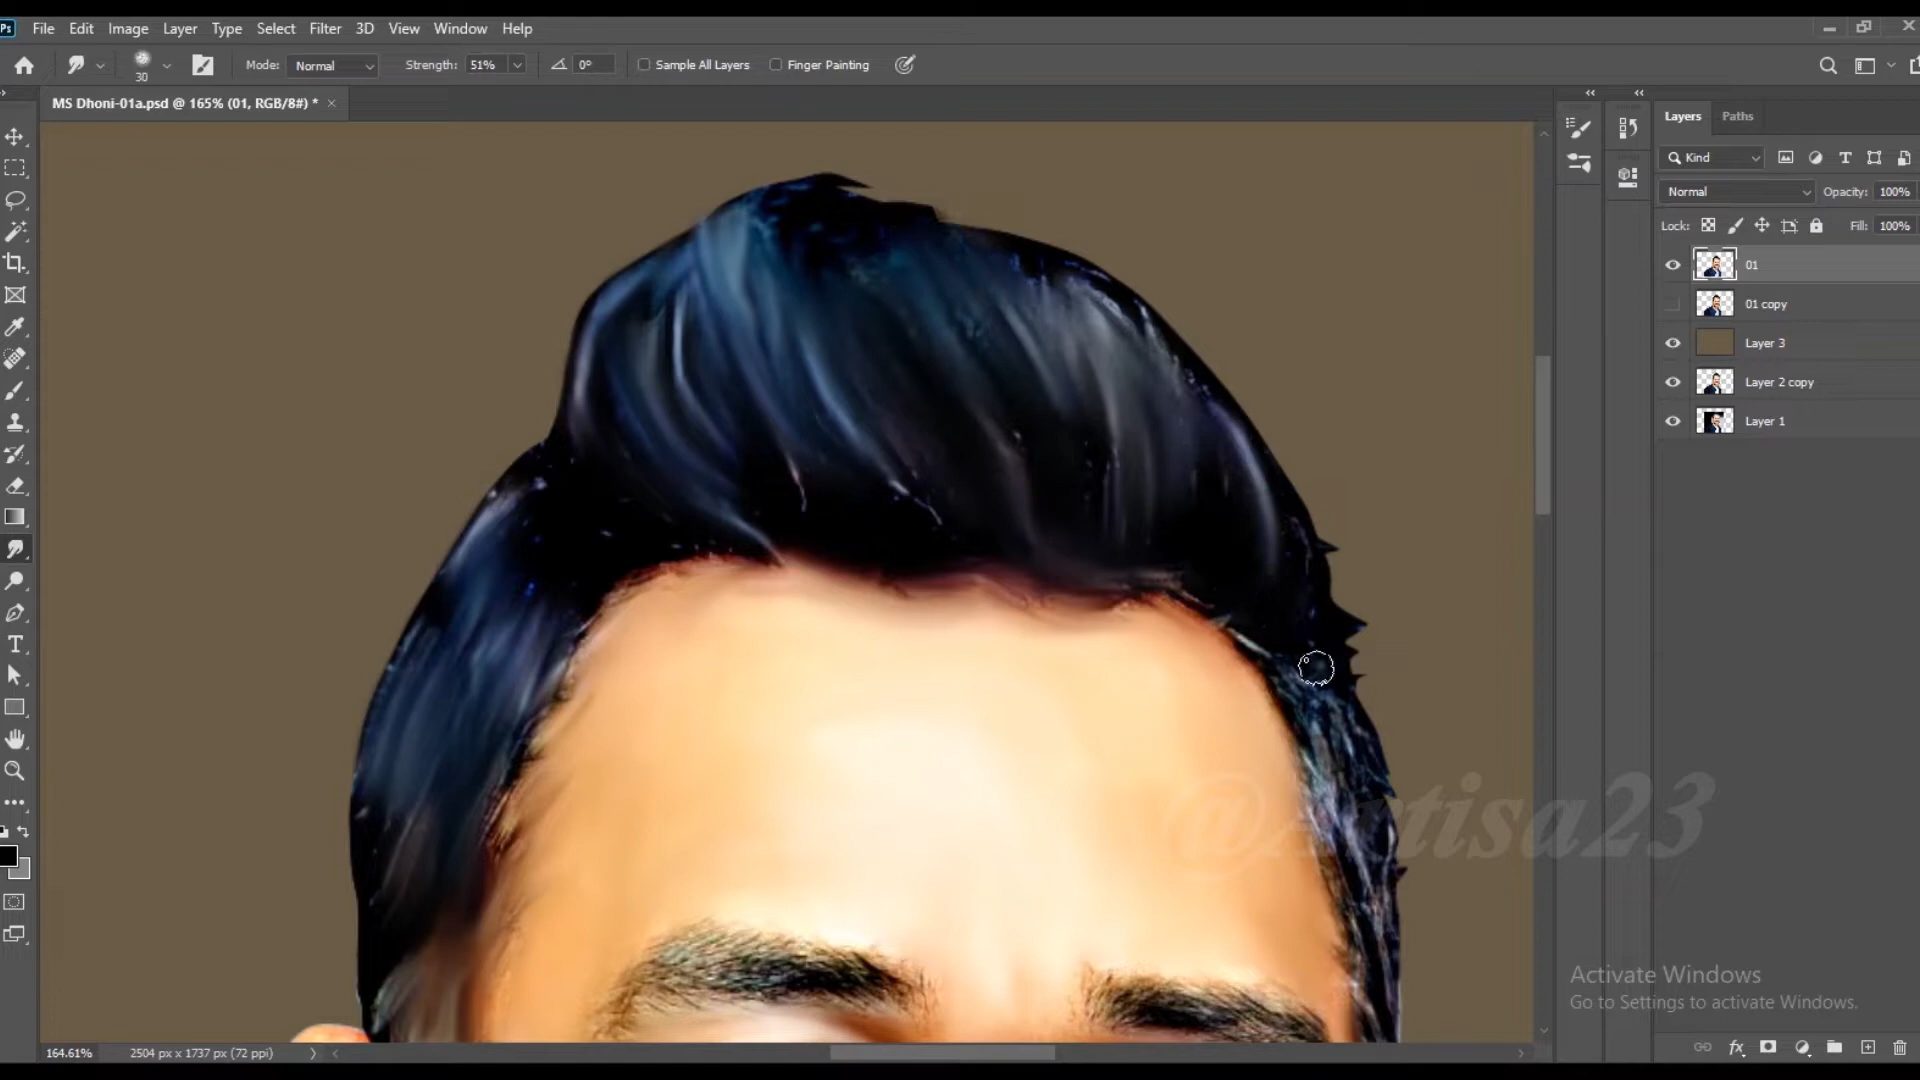 Ps File Edit Image Layer Type Select Filter 3D View Window Help
30 Mode: Normal Strength: 51% 0° Sample All Layers Finger Painting
MS Dhoni-01a.psd @ 165% (01, RGB/8#) * ×
Layers Paths
Kind
Normal Opacity: 100%
Lock: Fill: 100%
01
01 copy
Layer 3
Layer 2 copy
Layer 1
@Artisa23
Activate Windows
Go to Settings to activate Windows.
164.61% 2504 px x 1737 px (72 ppi)